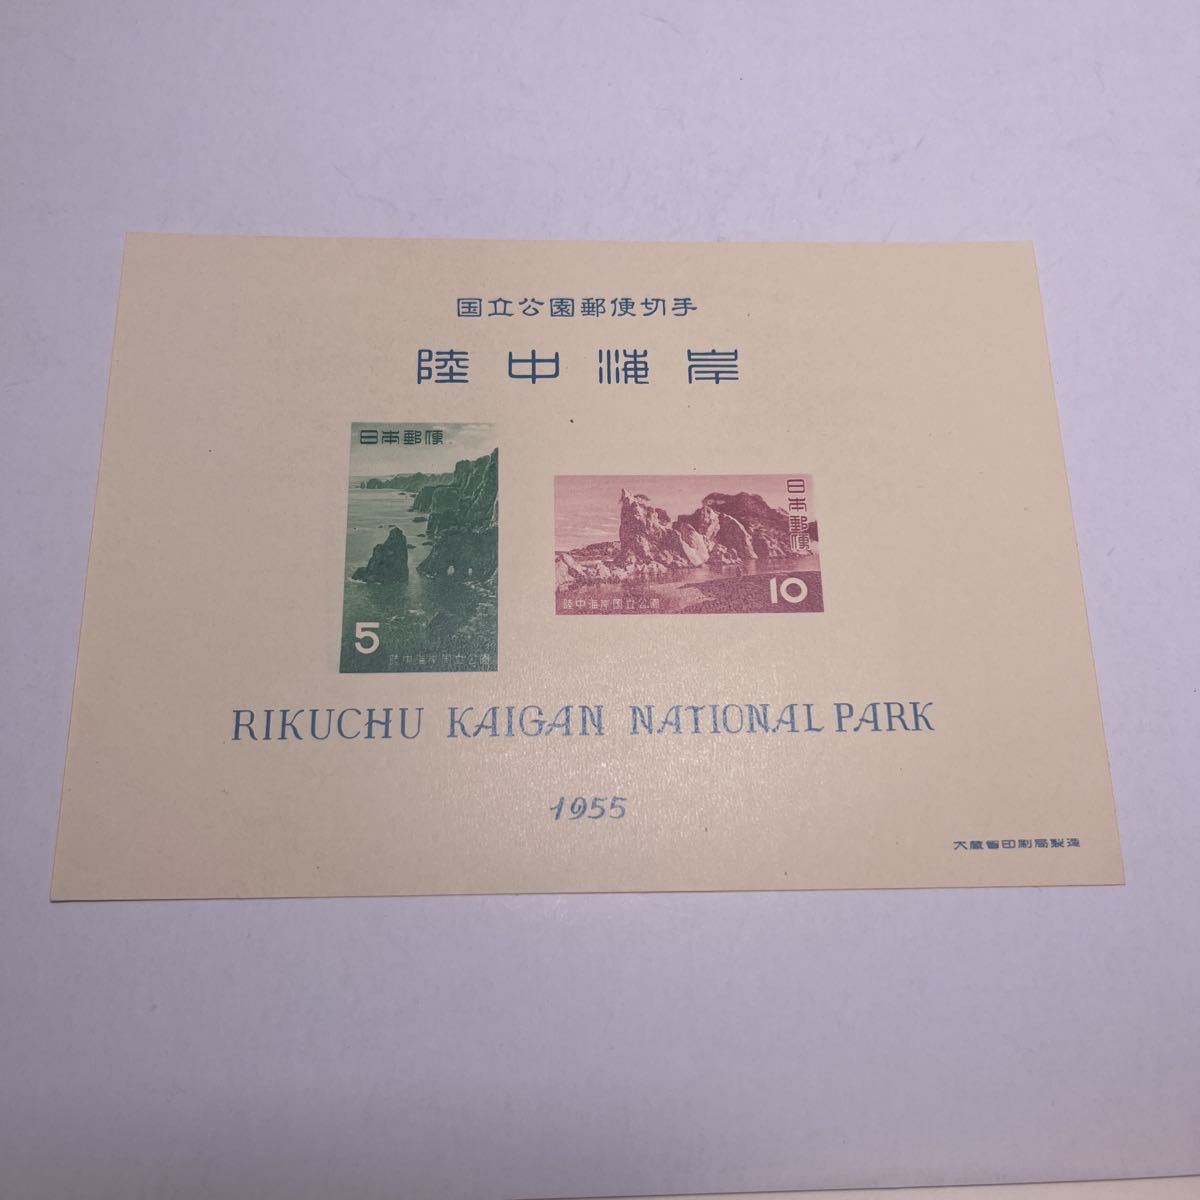 国立公園郵便切手
陸中海岸
日本郵便
5
陸中海岸国立公園
日本郵便
10
陸中海岸国立公園
RIKUCHU KAIGAN NATIONAL PARK
1955
大蔵省印刷局製造